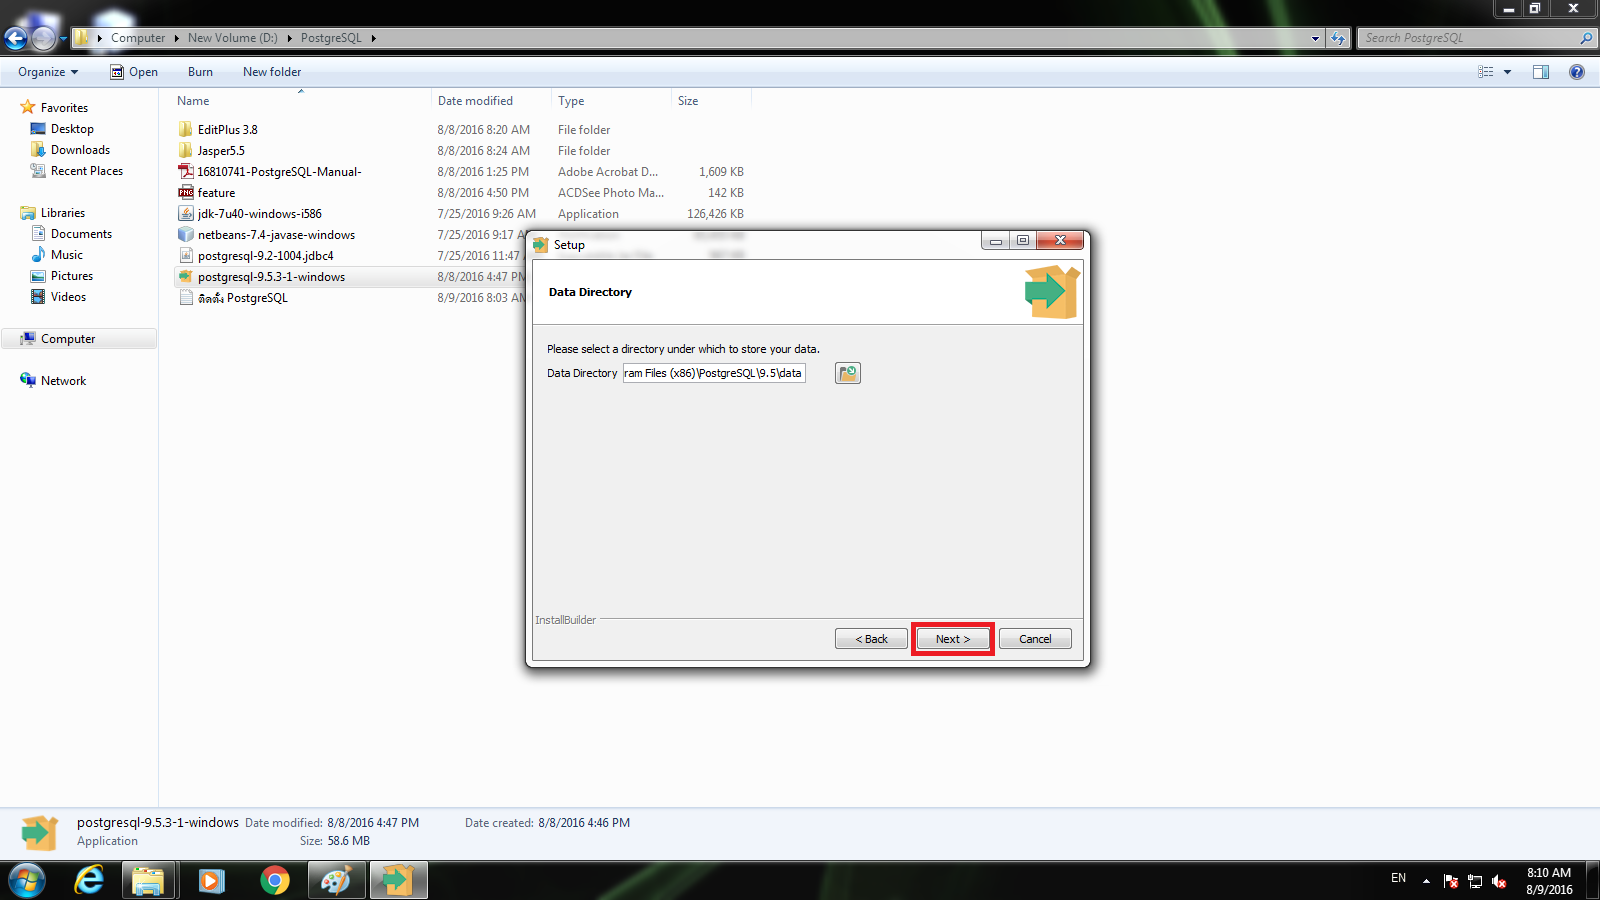 Computer New Volume (D:) PostgreSQL
Search PostgreSQL
Organize Open Burn New folder
Name Date modified Type Size
Favorites
Desktop
Downloads
Recent Places
Libraries
Documents
Music
Pictures
Videos
Computer
Network
EditPlus 3.8 8/8/2016 8:20 AM File folder
Jasper5.5 8/8/2016 8:24 AM File folder
16810741-PostgreSQL-Manual- 8/8/2016 1:25 PM Adobe Acrobat D... 1,609 KB
feature 8/8/2016 4:50 PM ACDSee Photo Ma... 142 KB
jdk-7u40-windows-i586 7/25/2016 9:26 AM Application 126,426 KB
netbeans-7.4-javase-windows 7/25/2016 9:17
postgresql-9.2-1004.jdbc4 7/25/2016 11:47
postgresql-9.5.3-1-windows 8/8/2016 4:47 PM
ติดตั้ง PostgreSQL 8/9/2016 8:03 AM
Setup
Data Directory
Please select a directory under which to store your data.
Data Directory ram Files (x86)\PostgreSQL\9.5\data
InstallBuilder
< Back Next > Cancel
postgresql-9.5.3-1-windows Date modified: 8/8/2016 4:47 PM Date created: 8/8/2016 4:46 PM
Application Size: 58.6 MB
EN
8:10 AM
8/9/2016